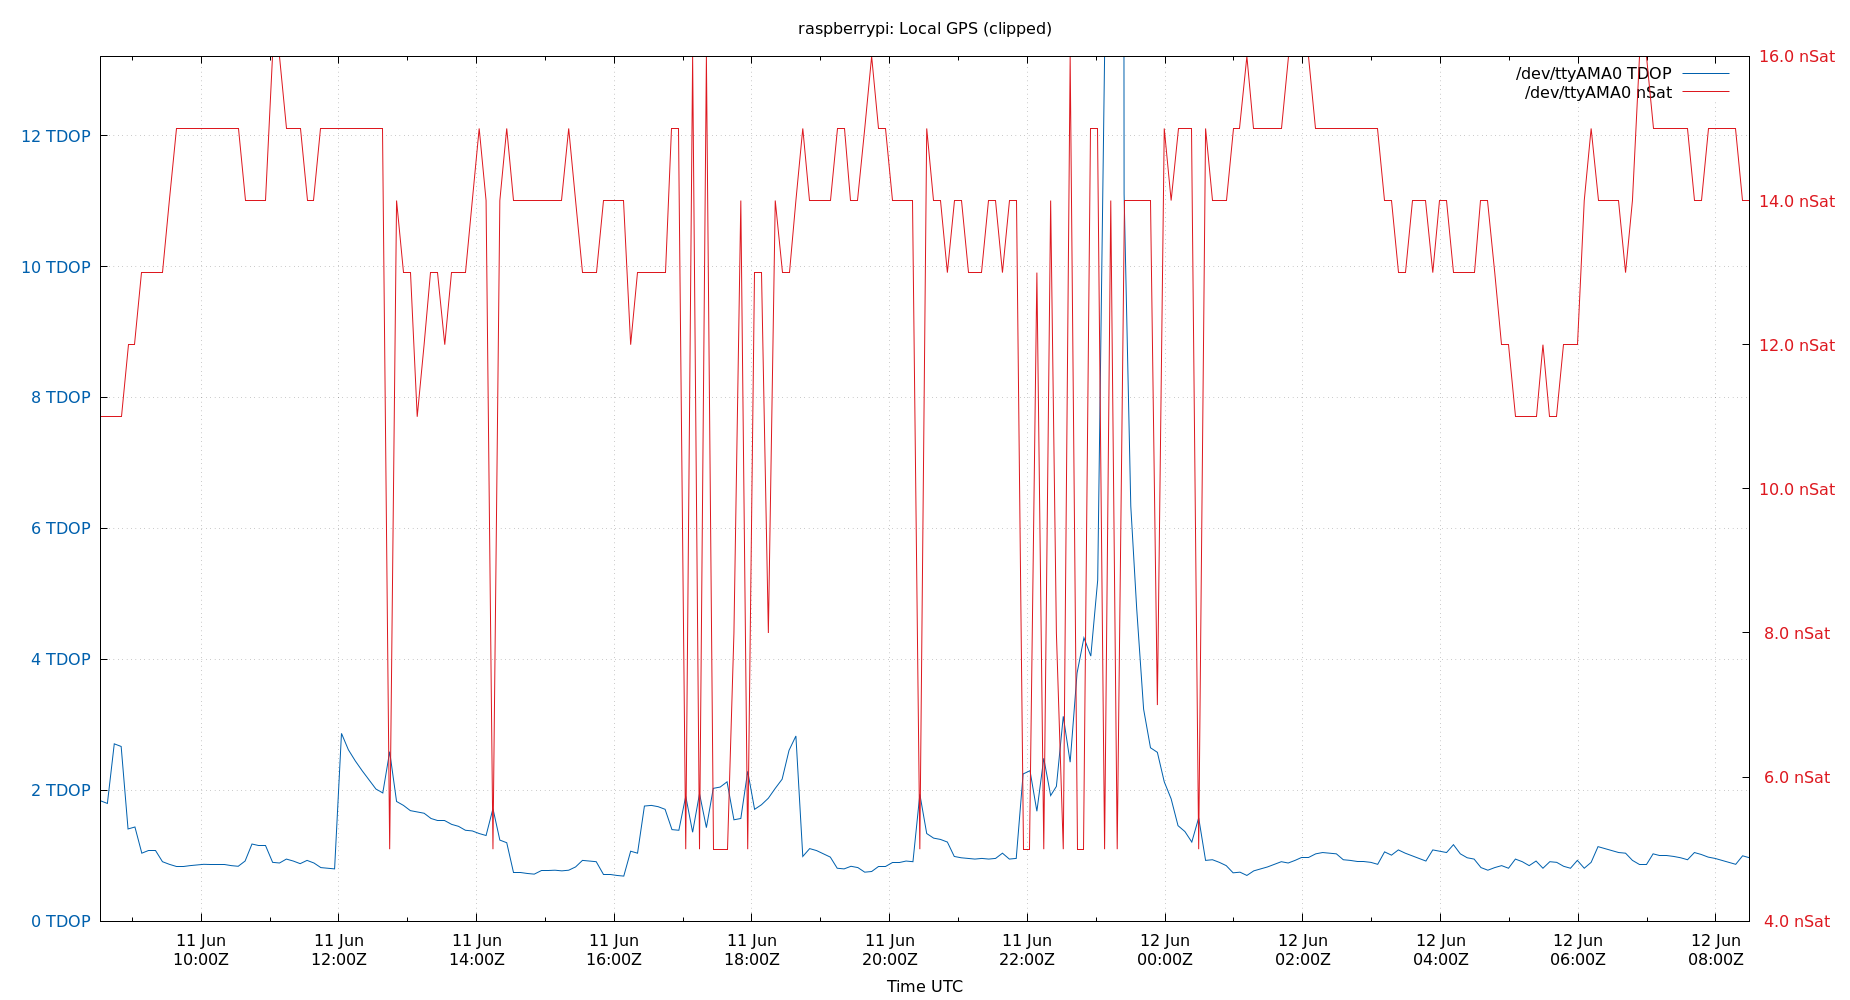 raspberrypi: Local GPS (clipped)
/dev/ttyAMA0 TDOP
/dev/ttyAMA0 nSat
12 TDOP
10 TDOP
8 TDOP
6 TDOP
4 TDOP
2 TDOP
0 TDOP
16.0 nSat
14.0 nSat
12.0 nSat
10.0 nSat
8.0 nSat
6.0 nSat
4.0 nSat
11 Jun
10:00Z
11 Jun
12:00Z
11 Jun
14:00Z
11 Jun
16:00Z
11 Jun
18:00Z
11 Jun
20:00Z
11 Jun
22:00Z
12 Jun
00:00Z
12 Jun
02:00Z
12 Jun
04:00Z
12 Jun
06:00Z
12 Jun
08:00Z
Time UTC